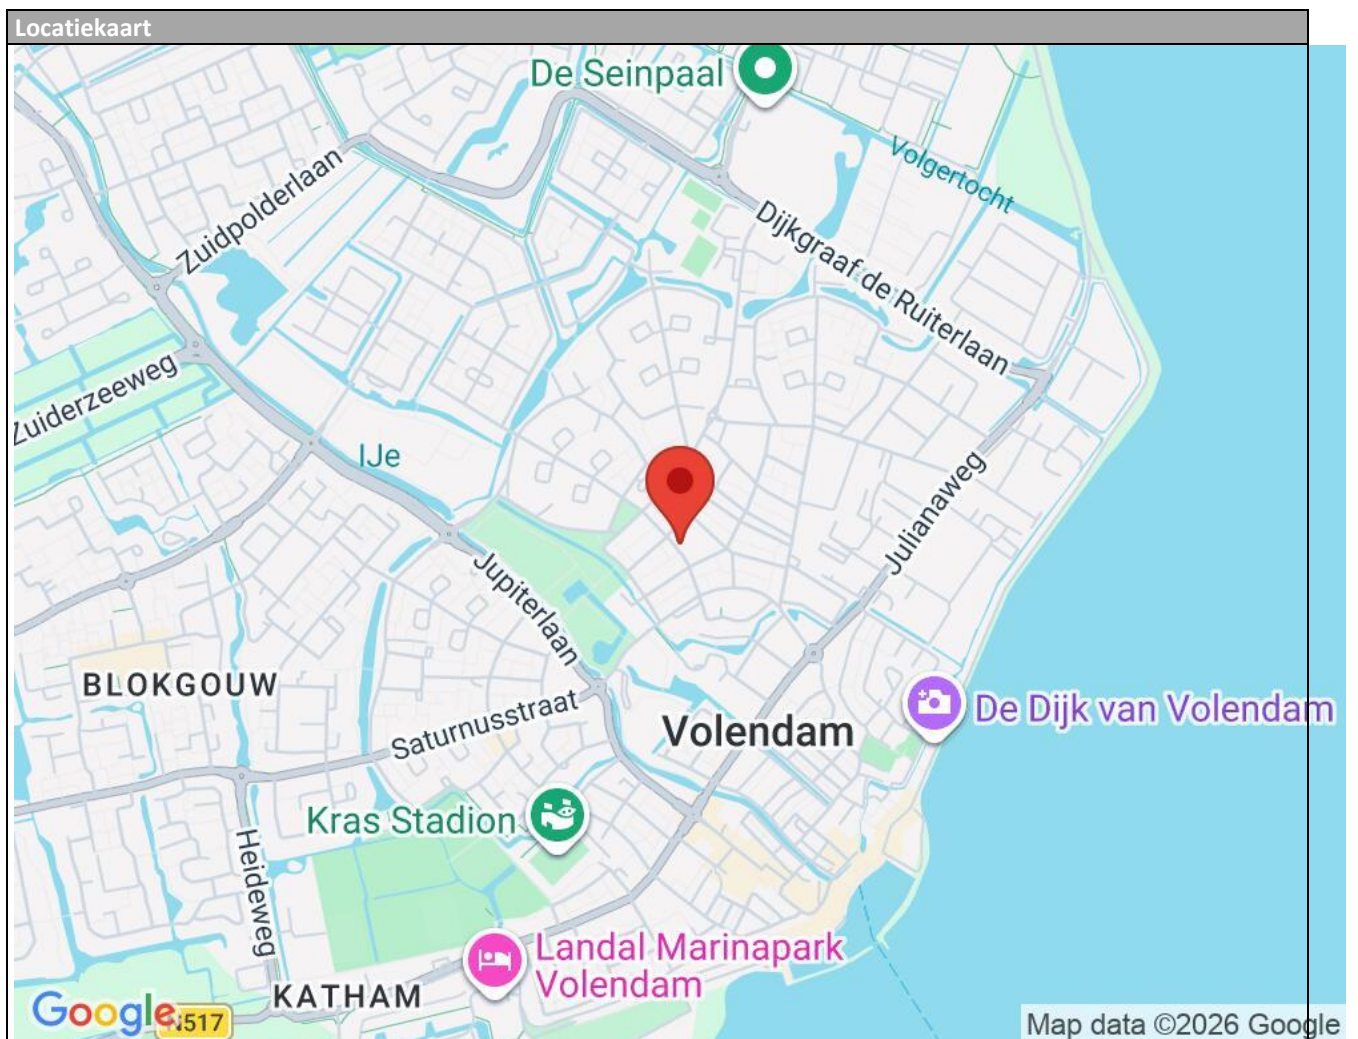 Locatiekaart
De Seinpaal
Volgertocht
Zuidpolderlaan
Dijkgraaf de Ruiterlaan
Zuiderzeeweg
IJe
Julianaweg
Jupiterlaan
BLOKGOUW
Saturnusstraat
Volendam
De Dijk van Volendam
Kras Stadion
Heideweg
Landal Marinapark
Volendam
KATHAM
Google
N517
Map data ©2026 Google